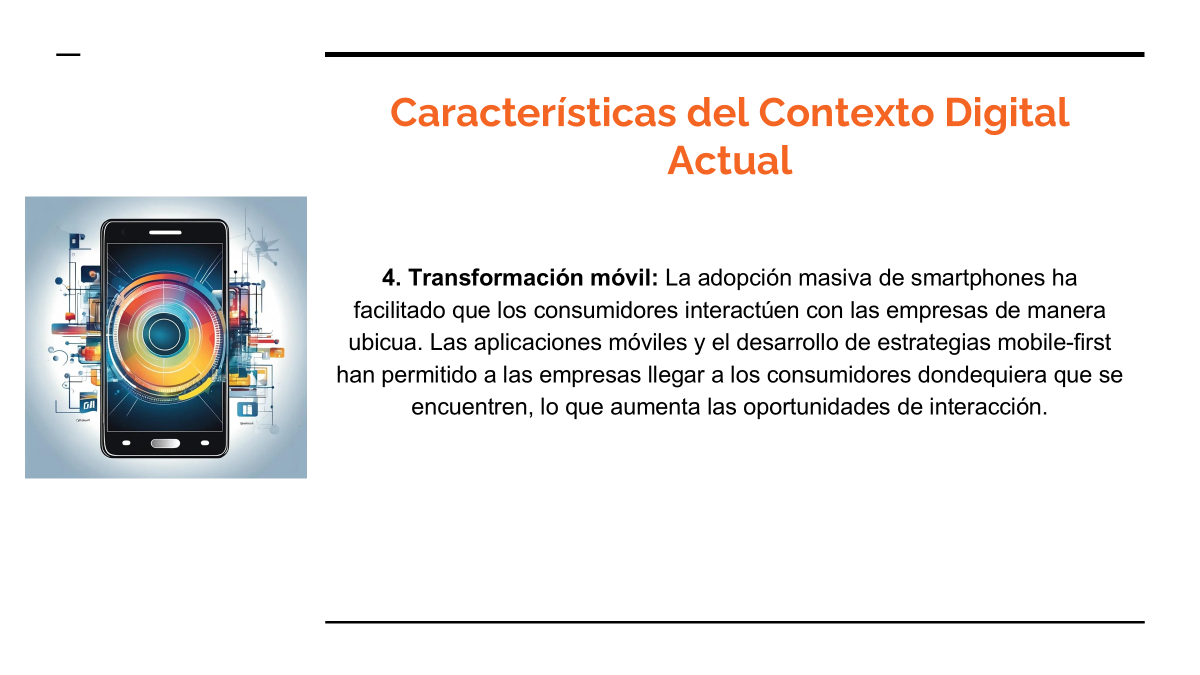 Características del Contexto Digital
Actual
4. Transformación móvil: La adopción masiva de smartphones ha
facilitado que los consumidores interactúen con las empresas de manera
ubicua. Las aplicaciones móviles y el desarrollo de estrategias mobile-first
han permitido a las empresas llegar a los consumidores dondequiera que se
encuentren, lo que aumenta las oportunidades de interacción.